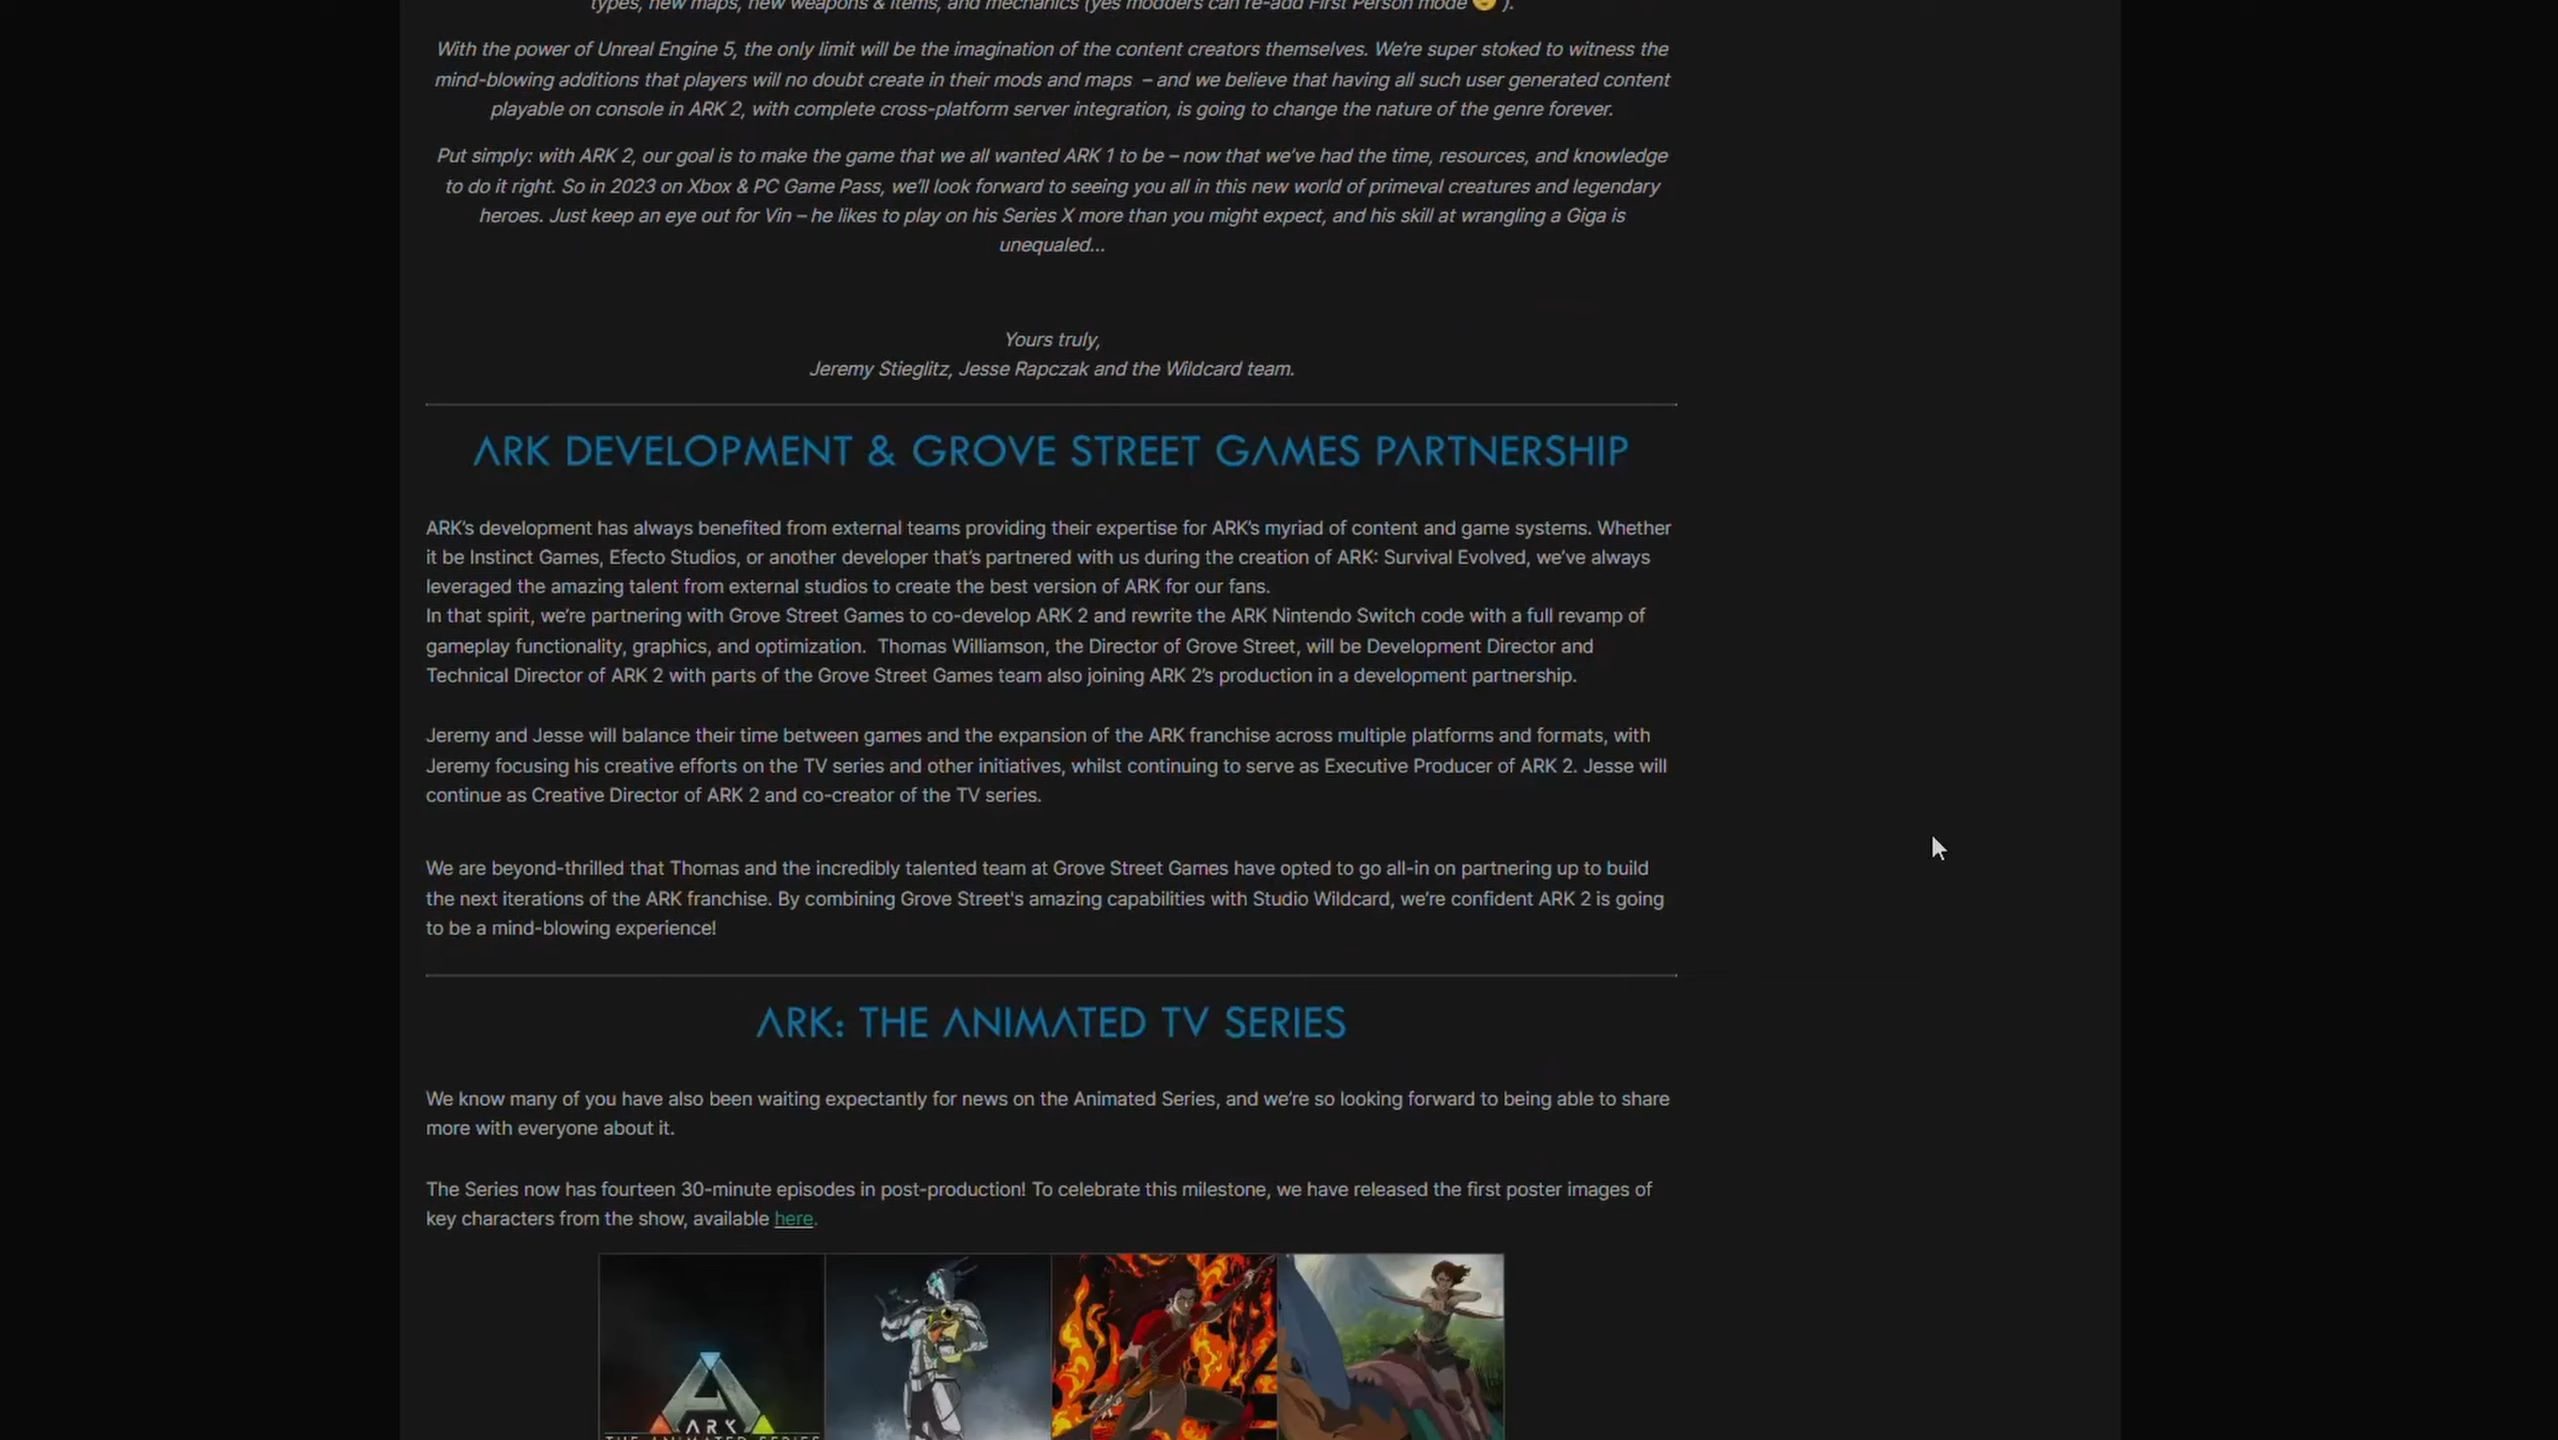 types, new maps, new weapons & items, and mechanics (yes modders can re-add First Person mode 😉 ).
With the power of Unreal Engine 5, the only limit will be the imagination of the content creators themselves. We're super stoked to witness the
mind-blowing additions that players will no doubt create in their mods and maps – and we believe that having all such user generated content
playable on console in ARK 2, with complete cross-platform server integration, is going to change the nature of the genre forever.
Put simply: with ARK 2, our goal is to make the game that we all wanted ARK 1 to be – now that we've had the time, resources, and knowledge
to do it right. So in 2023 on Xbox & PC Game Pass, we'll look forward to seeing you all in this new world of primeval creatures and legendary
heroes. Just keep an eye out for Vin – he likes to play on his Series X more than you might expect, and his skill at wrangling a Giga is
unequaled...
Yours truly,
Jeremy Stieglitz, Jesse Rapczak and the Wildcard team.
ARK DEVELOPMENT & GROVE STREET GAMES PARTNERSHIP
ARK's development has always benefited from external teams providing their expertise for ARK's myriad of content and game systems. Whether
it be Instinct Games, Efecto Studios, or another developer that's partnered with us during the creation of ARK: Survival Evolved, we've always
leveraged the amazing talent from external studios to create the best version of ARK for our fans.
In that spirit, we're partnering with Grove Street Games to co-develop ARK 2 and rewrite the ARK Nintendo Switch code with a full revamp of
gameplay functionality, graphics, and optimization. Thomas Williamson, the Director of Grove Street, will be Development Director and
Technical Director of ARK 2 with parts of the Grove Street Games team also joining ARK 2's production in a development partnership.
Jeremy and Jesse will balance their time between games and the expansion of the ARK franchise across multiple platforms and formats, with
Jeremy focusing his creative efforts on the TV series and other initiatives, whilst continuing to serve as Executive Producer of ARK 2. Jesse will
continue as Creative Director of ARK 2 and co-creator of the TV series.
We are beyond-thrilled that Thomas and the incredibly talented team at Grove Street Games have opted to go all-in on partnering up to build
the next iterations of the ARK franchise. By combining Grove Street's amazing capabilities with Studio Wildcard, we're confident ARK 2 is going
to be a mind-blowing experience!
ARK: THE ANIMATED TV SERIES
We know many of you have also been waiting expectantly for news on the Animated Series, and we're so looking forward to being able to share
more with everyone about it.
The Series now has fourteen 30-minute episodes in post-production! To celebrate this milestone, we have released the first poster images of
key characters from the show, available here.
ARK
THE ANIMATED SERIES